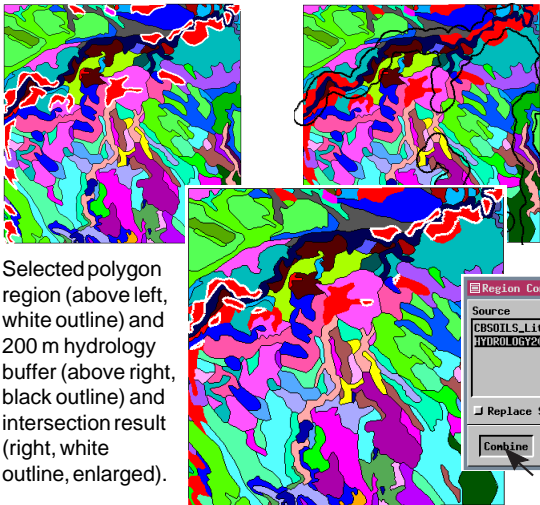 Selected polygon
region (above left,
white outline) and
200 m hydrology
buffer (above right,
black outline) and
intersection result
(right, white
outline, enlarged).
Region Co
Source
CBSOILS_Li
HYDROLOGY20
Replace S
Combine